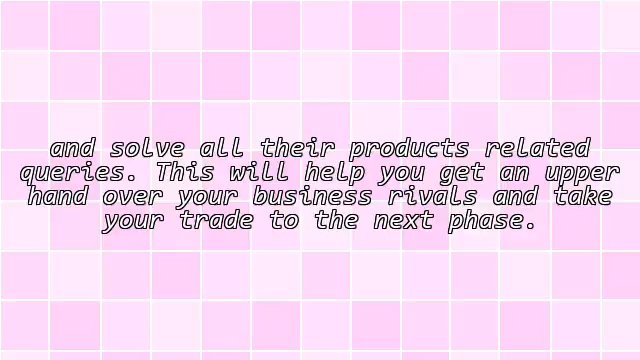 and solve all their products related
queries. This will help you get an upper
hand over your business rivals and take
your trade to the next phase.